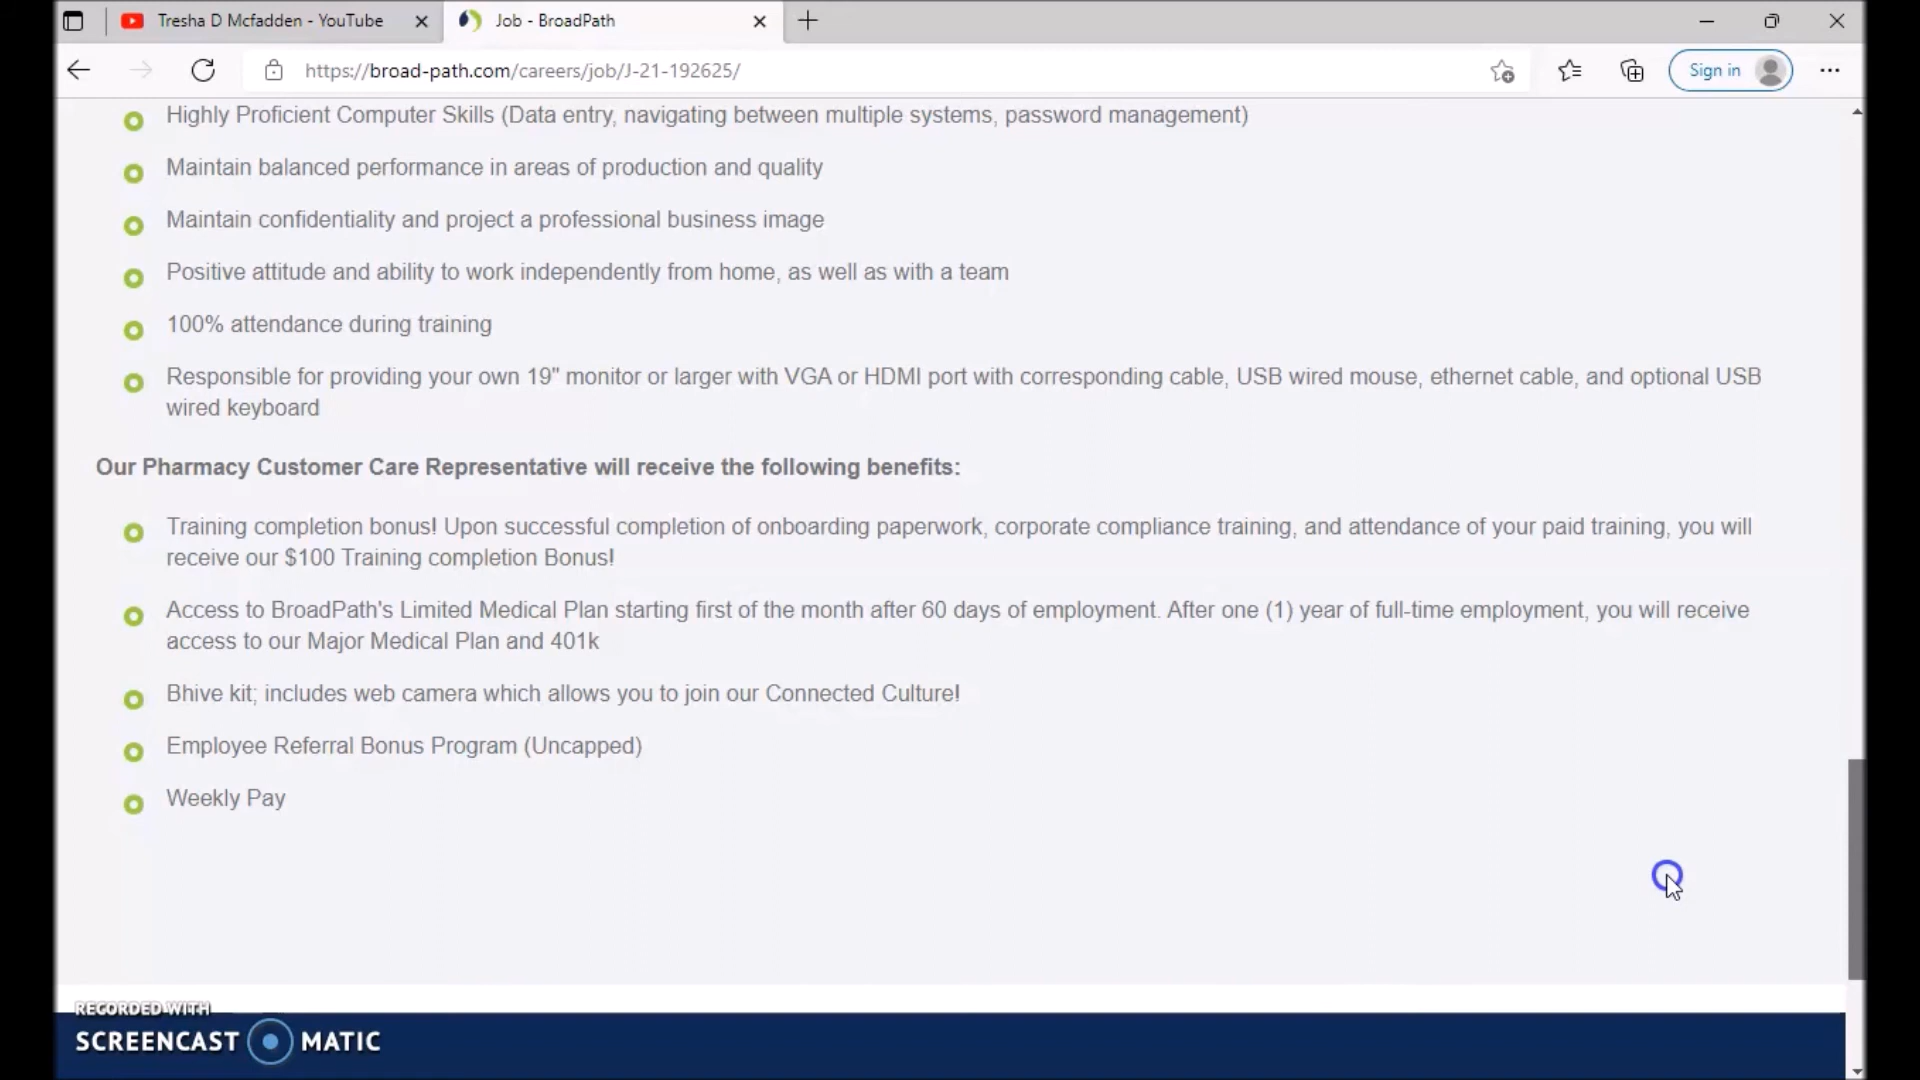 Tresha D Mcfadden - YouTube
Job - BroadPath
https://broad-path.com/careers/job/J-21-192625/
Sign in
Highly Proficient Computer Skills (Data entry, navigating between multiple systems, password management)
Maintain balanced performance in areas of production and quality
Maintain confidentiality and project a professional business image
Positive attitude and ability to work independently from home, as well as with a team
100% attendance during training
Responsible for providing your own 19" monitor or larger with VGA or HDMI port with corresponding cable, USB wired mouse, ethernet cable, and optional USB
wired keyboard
Our Pharmacy Customer Care Representative will receive the following benefits:
Training completion bonus! Upon successful completion of onboarding paperwork, corporate compliance training, and attendance of your paid training, you will
receive our $100 Training completion Bonus!
Access to BroadPath's Limited Medical Plan starting first of the month after 60 days of employment. After one (1) year of full-time employment, you will receive
access to our Major Medical Plan and 401k
Bhive kit; includes web camera which allows you to join our Connected Culture!
Employee Referral Bonus Program (Uncapped)
Weekly Pay
RECORDED WITH
SCREENCAST MATIC